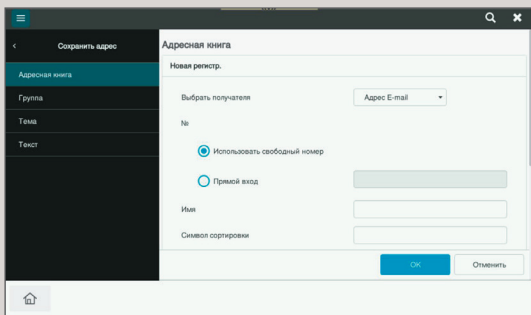 Сохранить адрес
Адресная книга
Группа
Тема
Текст
Адресная книга
Новая регистр.
Выбрать получателя
Адрес E-mail
№
Использовать свободный номер
Прямой вход
Имя
Символ сортировки
OK
Отменить